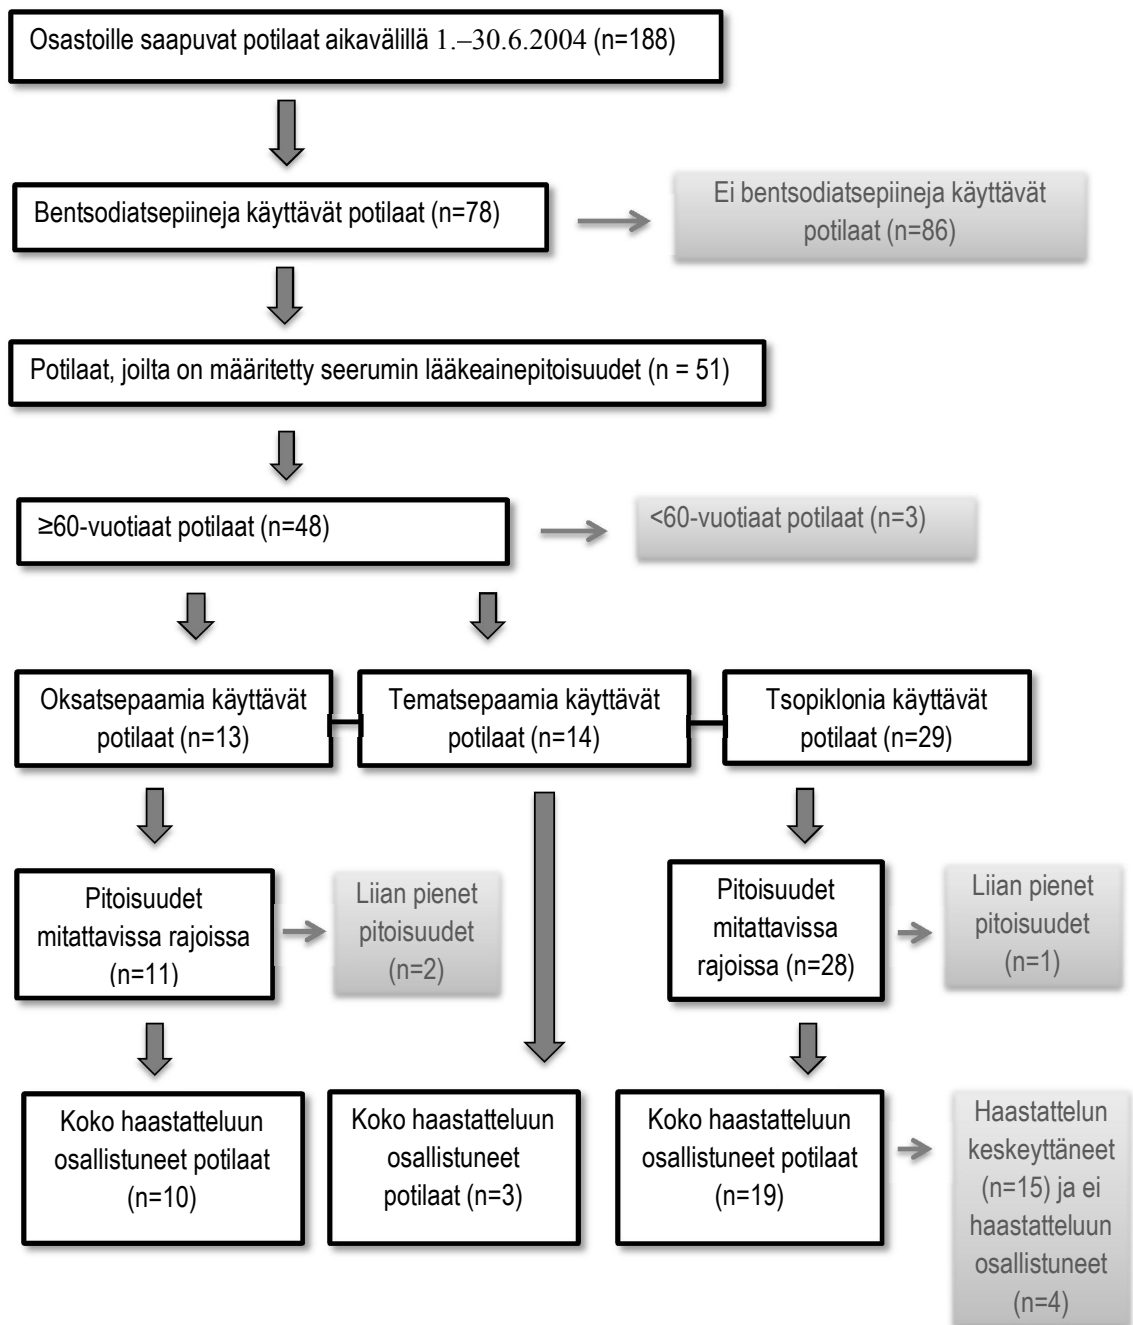 Osastoille saapuvat potilaat aikavälillä 1.–30.6.2004 (n=188)
Bentsodiatsepiineja käyttävät potilaat (n=78)
Ei bentsodiatsepiineja käyttävät
potilaat (n=86)
Potilaat, joilta on määritetty seerumin lääkeainepitoisuudet (n = 51)
≥60-vuotiaat potilaat (n=48)
<60-vuotiaat potilaat (n=3)
Oksatsepaamia käyttävät
potilaat (n=13)
Tematsepaamia käyttävät
potilaat (n=14)
Tsopiklonia käyttävät
potilaat (n=29)
Pitoisuudet
mitattavissa rajoissa
(n=11)
Liian pienet
pitoisuudet
(n=2)
Pitoisuudet
mitattavissa
rajoissa (n=28)
Liian pienet
pitoisuudet
(n=1)
Koko haastatteluun
osallistuneet potilaat
(n=10)
Koko haastatteluun
osallistuneet
potilaat (n=3)
Koko haastatteluun
osallistuneet potilaat
(n=19)
Haastattelun
keskeyttäneet
(n=15) ja ei
haastatteluun
osallistuneet
(n=4)